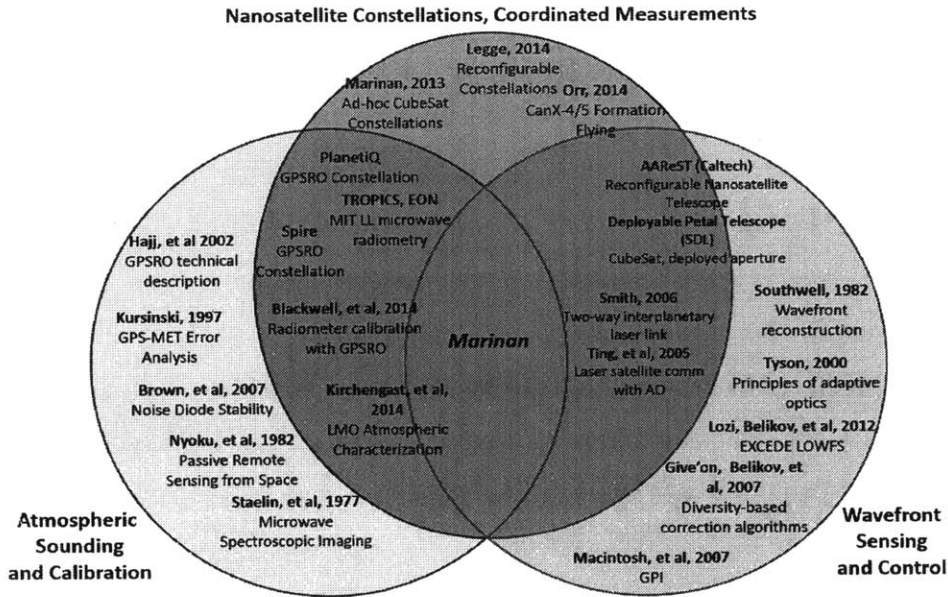 Nanosatellite Constellations, Coordinated Measurements
Legge, 2014
Reconfigurable
Constellations
Marinan, 2013
Ad-hoc CubeSat
Constellations
Orr, 2014
CanX-4/5 Formation
Flying
PlanetiQ
GPSRO Constellation
TROPICS, EON
MIT LL microwave
radiometry
Spire
GPSRO
Constellation
Blackwell, et al, 2014
Radiometer calibration
with GPSRO
Kirchengast, et al,
2014
LMO Atmospheric
Characterization
AAReST (Caltech)
Reconfigurable Nanosatellite
Telescope
Deployable Petal Telescope
(SDL)
CubeSat, deployed aperture
Smith, 2006
Two-way interplanetary
laser link
Ting, et al, 2005
Laser satellite comm
with AO
Marinan
Hajj, et al 2002
GPSRO technical
description
Kursinski, 1997
GPS-MET Error
Analysis
Brown, et al, 2007
Noise Diode Stability
Nyoku, et al, 1982
Passive Remote
Sensing from Space
Staelin, et al, 1977
Microwave
Spectroscopic Imaging
Southwell, 1982
Wavefront
reconstruction
Tyson, 2000
Principles of adaptive
optics
Lozi, Belikov, et al, 2012
EXCEDE LOWFS
Give'on, Belikov, et
al, 2007
Diversity-based
correction algorithms
Macintosh, et al, 2007
GPI
Atmospheric
Sounding
and Calibration
Wavefront
Sensing
and Control